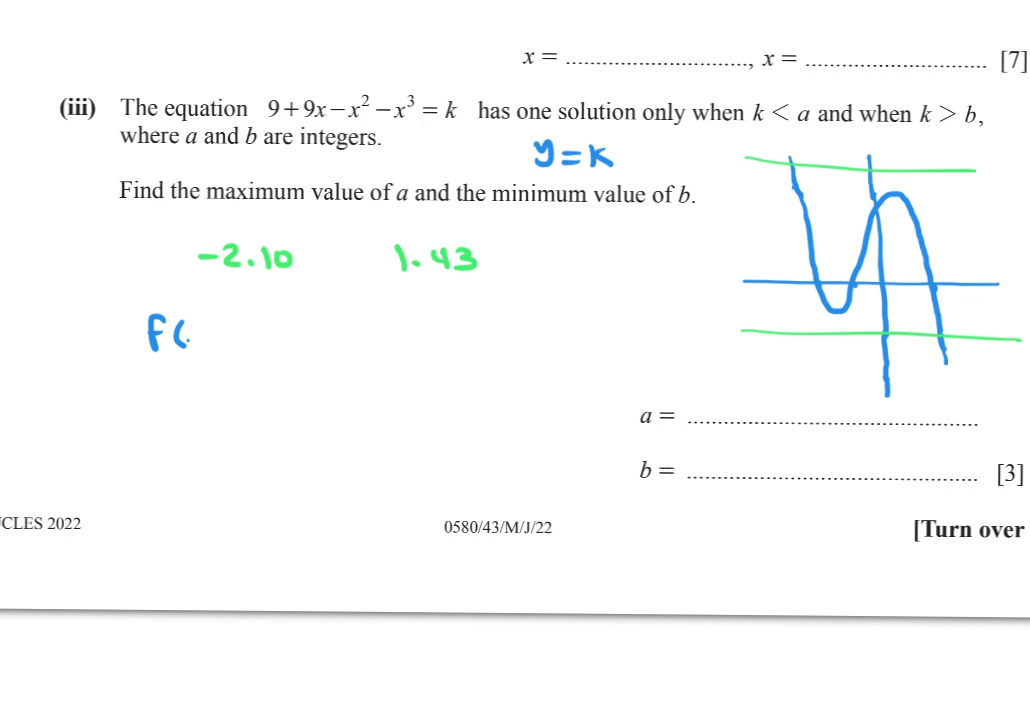 x = ........................., x = ......................... [7]
(iii) The equation 9 + 9x − x² − x³ = k has one solution only when k < a and when k > b,
where a and b are integers.
y = k
Find the maximum value of a and the minimum value of b.
-2.10 1.43
F(.
a = .........................
b = ......................... [3]
CLES 2022 0580/43/M/J/22 [Turn over